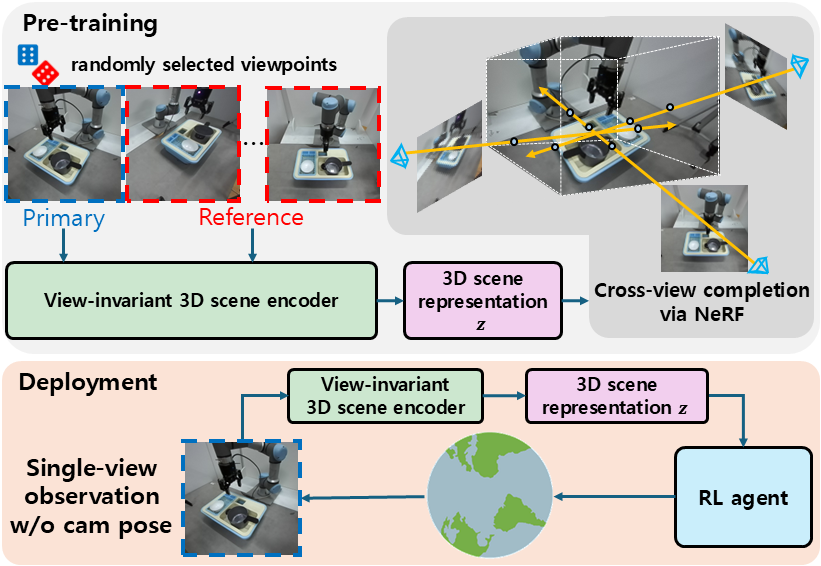 Pre-training
randomly selected viewpoints
...
Primary
Reference
View-invariant 3D scene encoder
3D scene
representation
z
Cross-view completion
via NeRF
Deployment
View-invariant
3D scene encoder
3D scene
representation z
Single-view
observation
w/o cam pose
RL agent